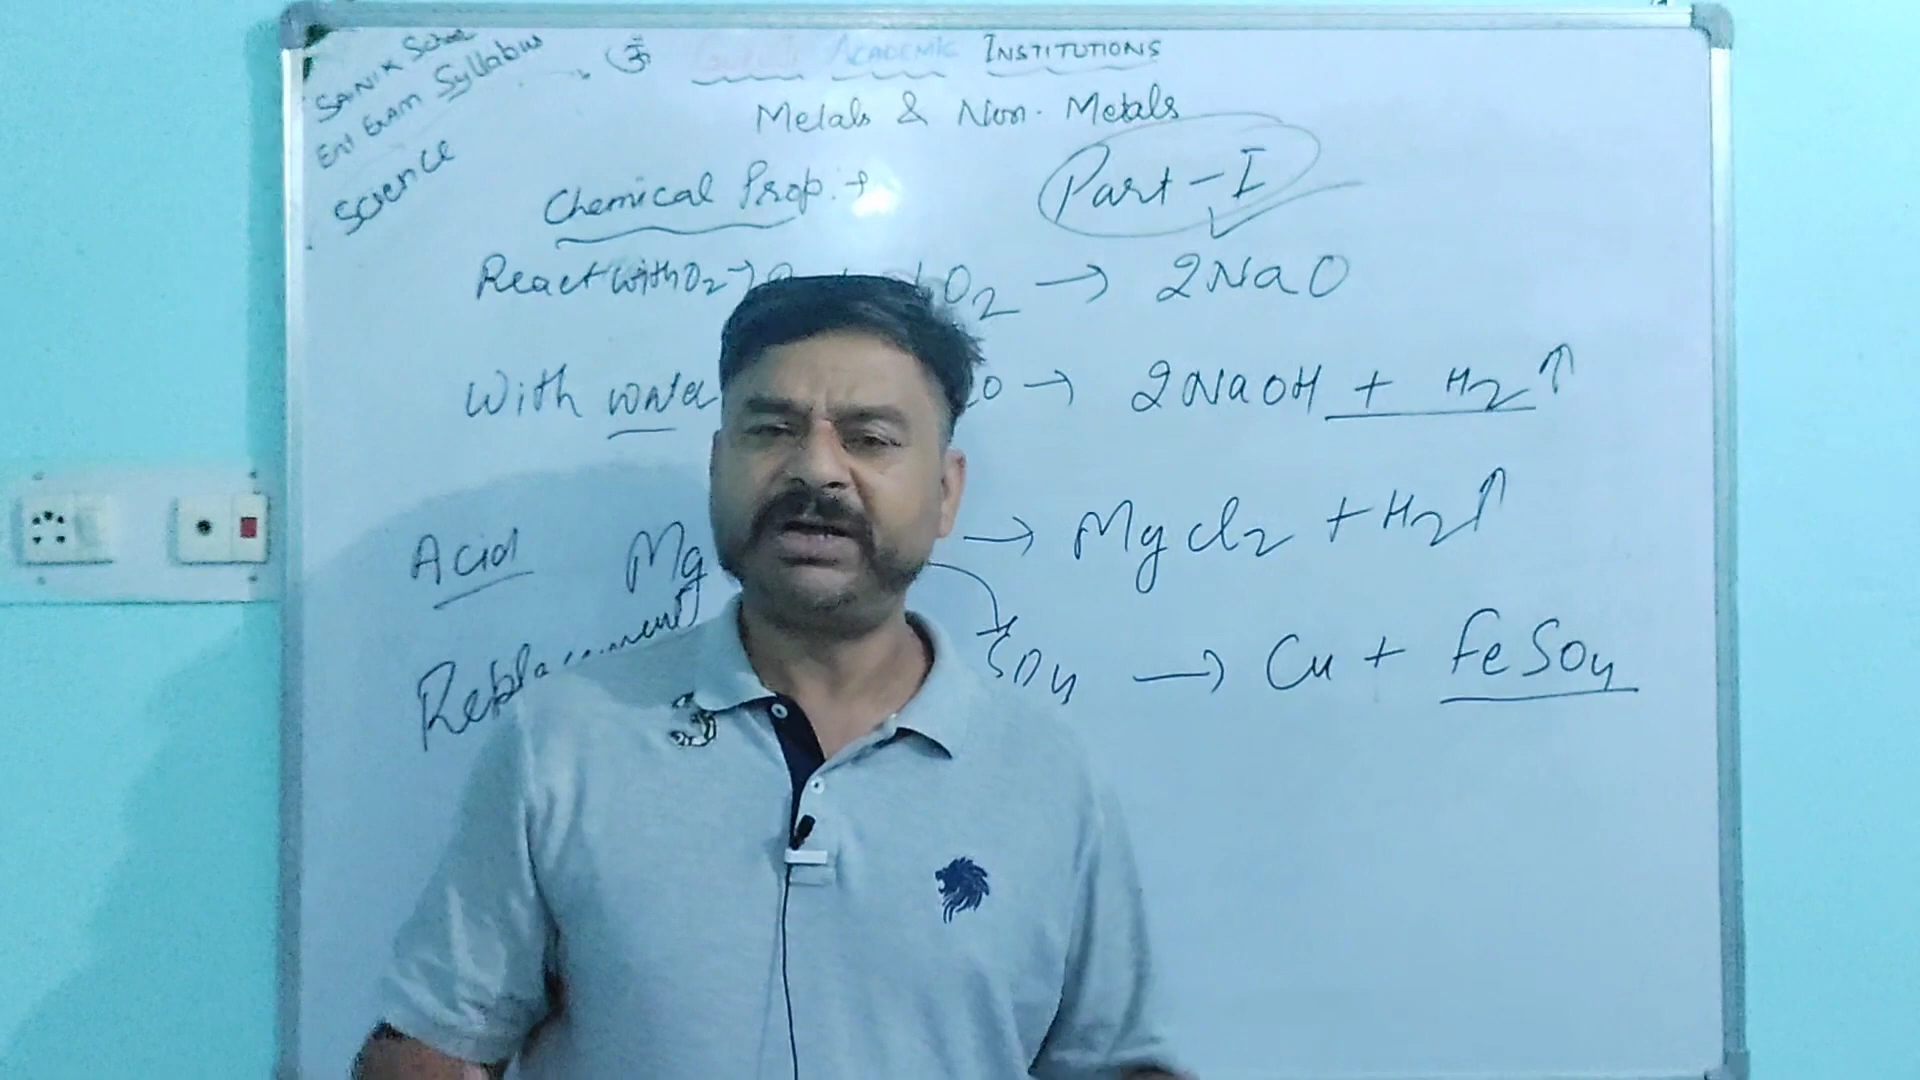 SAINIK School
Ent Exam Syllabus
Science
ॐ ACADEMIC INSTITUTIONS
Metals & Non-Metals
Chemical Prop. →
Part-I
React with O2 → O2 → 2NaO
With water → 2NaOH + H2↑
Acid Mg → MgCl2 + H2↑
Replacement SO4 → Cu + FeSO4